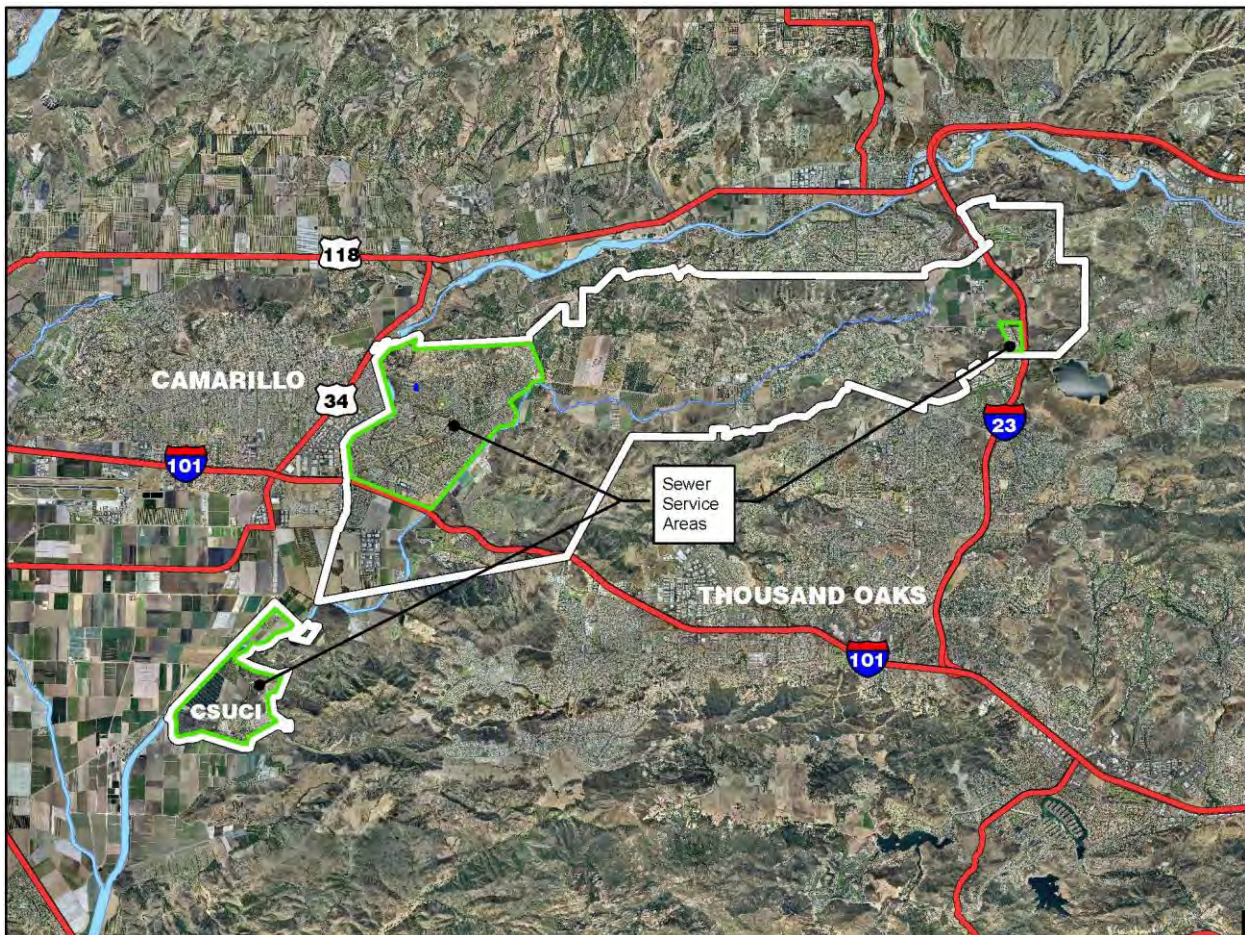 118
CAMARILLO
34
101
23
Sewer
Service
Areas
THOUSAND OAKS
101
CSUCI